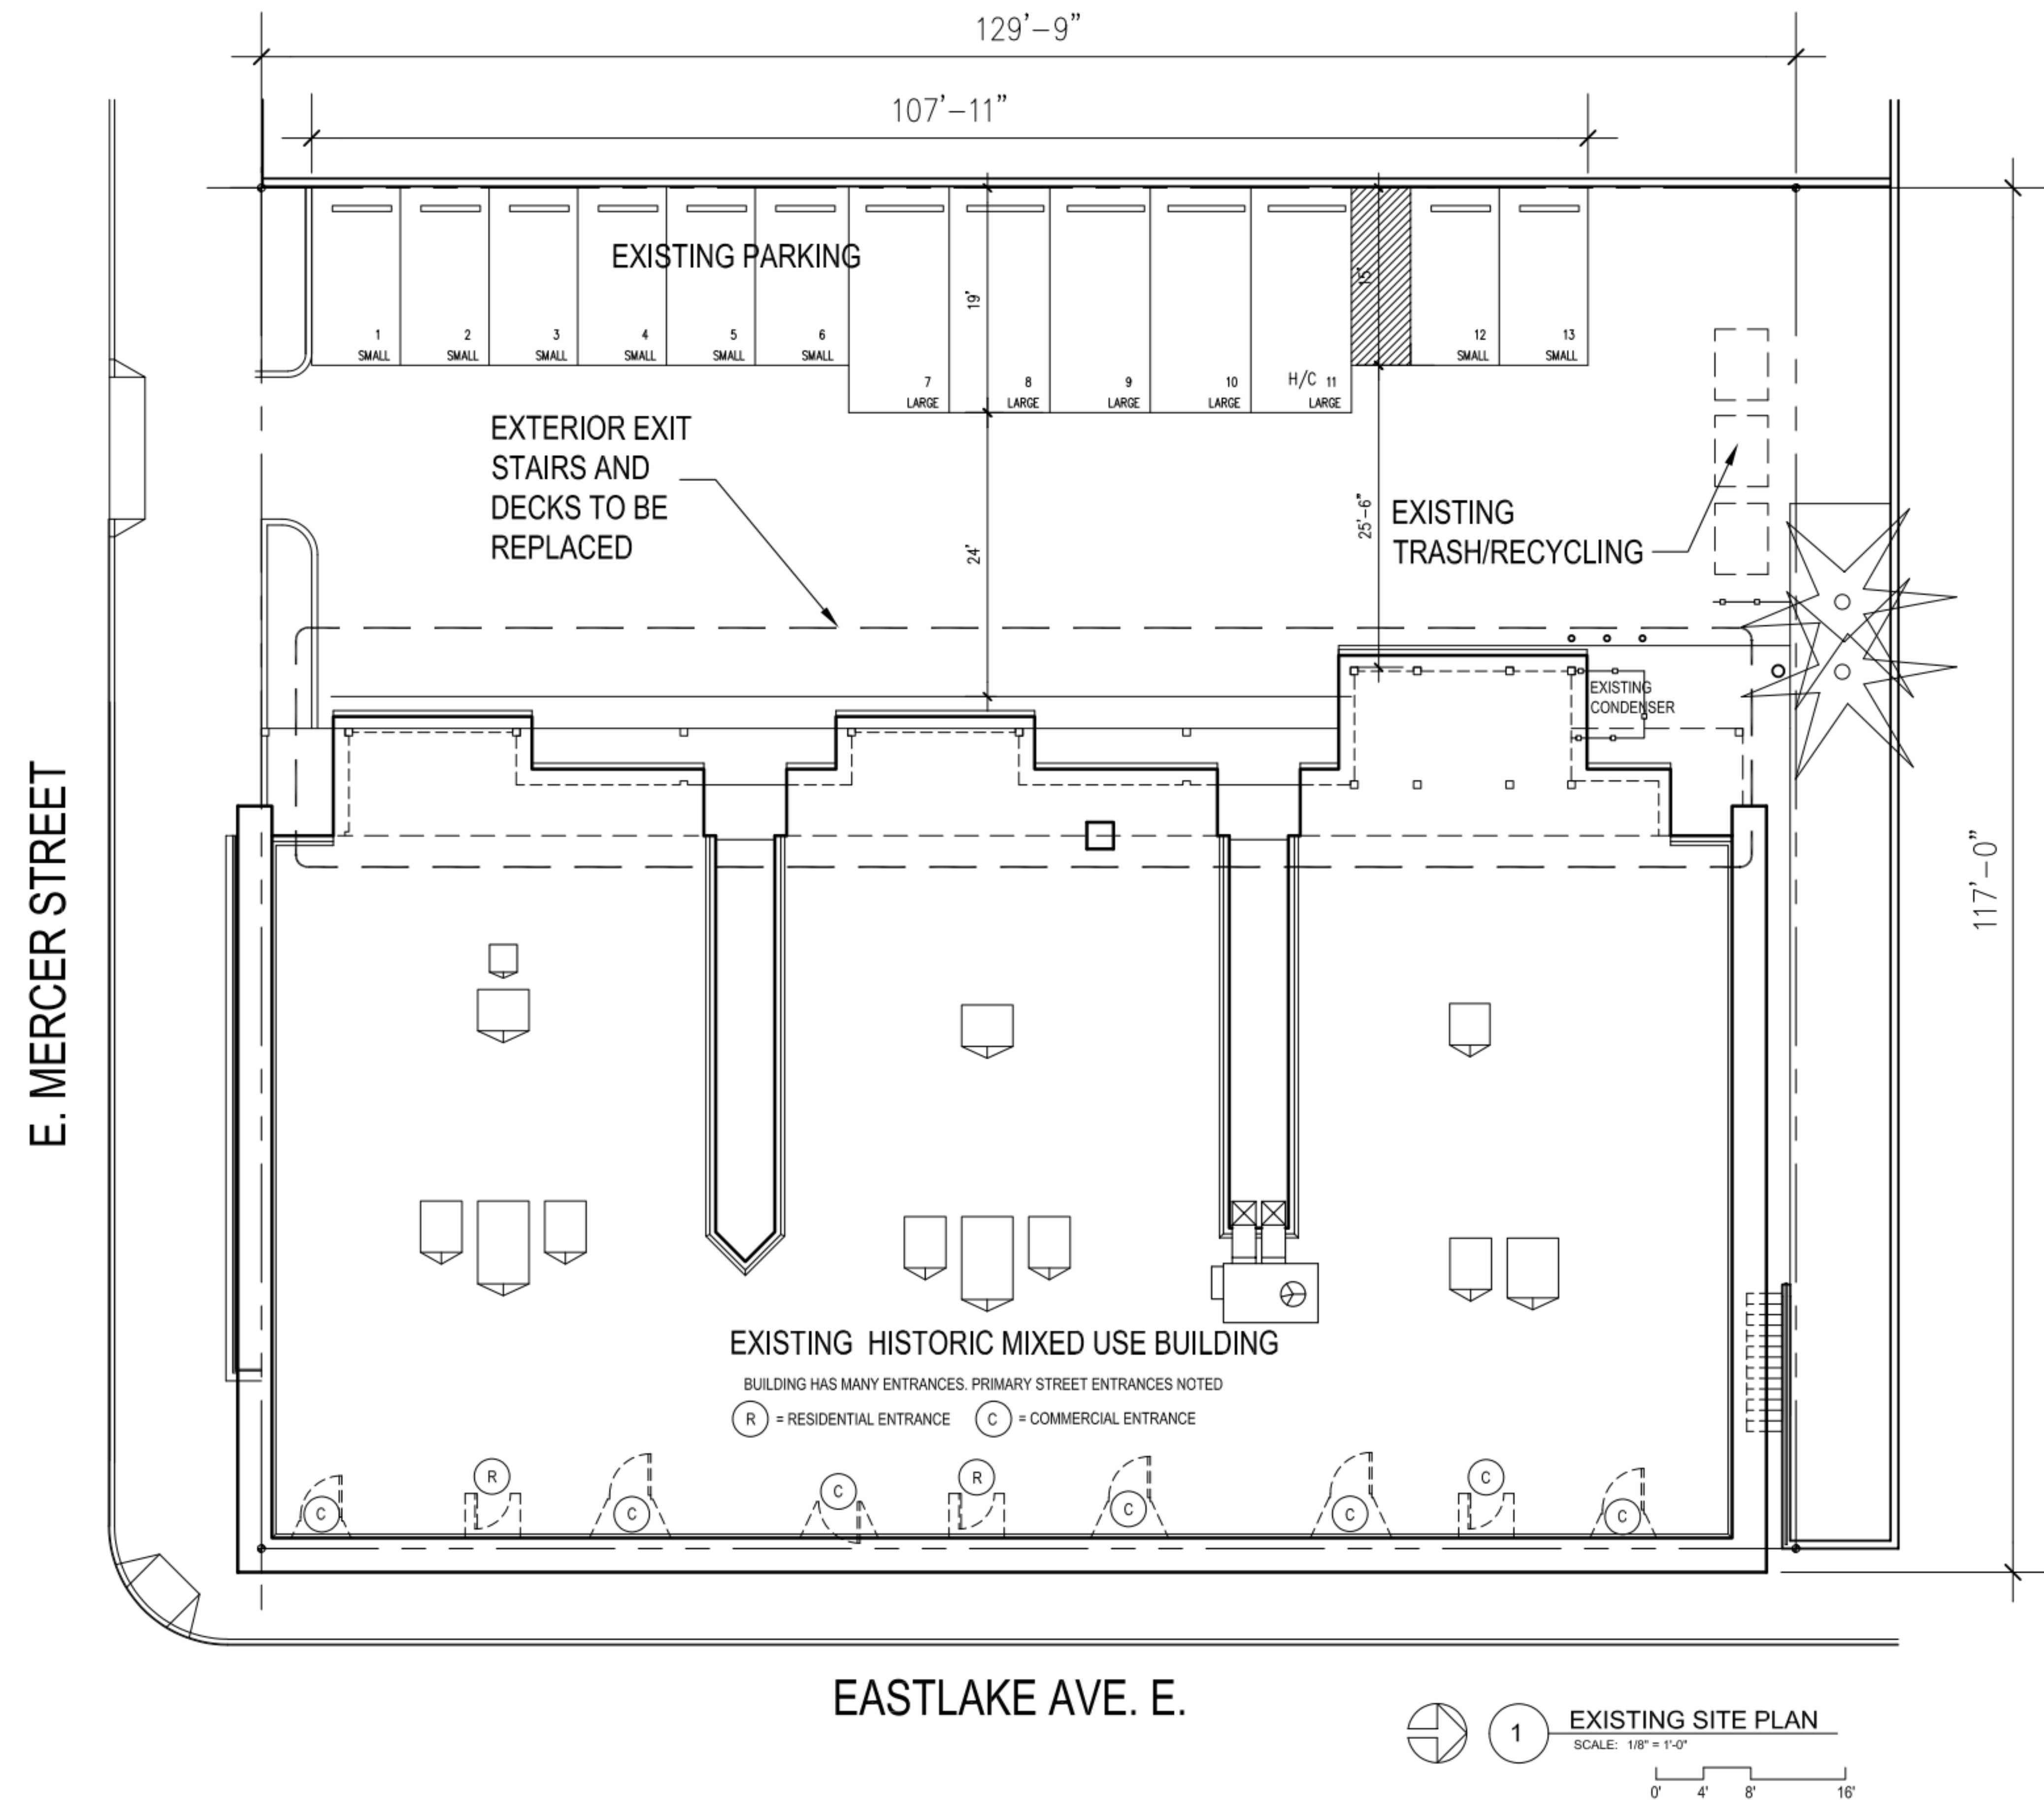 129'-9"
107'-11"
EXISTING PARKING
19'
15'
1
SMALL
2
SMALL
3
SMALL
4
SMALL
5
SMALL
6
SMALL
7
LARGE
8
LARGE
9
LARGE
10
LARGE
H/C 11
LARGE
12
SMALL
13
SMALL
EXTERIOR EXIT
STAIRS AND
DECKS TO BE
REPLACED
24'
25'-6"
EXISTING
TRASH/RECYCLING
EXISTING
CONDENSER
E. MERCER STREET
117'-0"
EXISTING HISTORIC MIXED USE BUILDING
BUILDING HAS MANY ENTRANCES. PRIMARY STREET ENTRANCES NOTED
R = RESIDENTIAL ENTRANCE C = COMMERCIAL ENTRANCE
C
R
C
C
R
C
C
C
C
EASTLAKE AVE. E.
1
EXISTING SITE PLAN
SCALE: 1/8" = 1'-0"
0' 4' 8' 16'